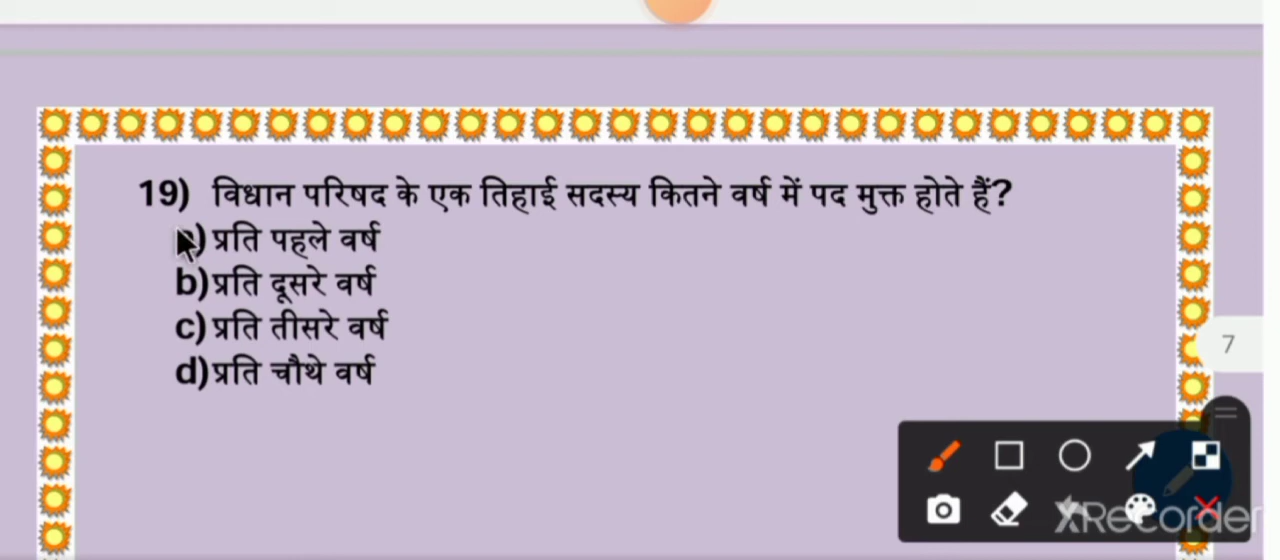 19) विधान परिषद के एक तिहाई सदस्य कितने वर्ष में पद मुक्त होते हैं?
प्रति पहले वर्ष
b) प्रति दूसरे वर्ष
c) प्रति तीसरे वर्ष
d) प्रति चौथे वर्ष
7
XRecorder